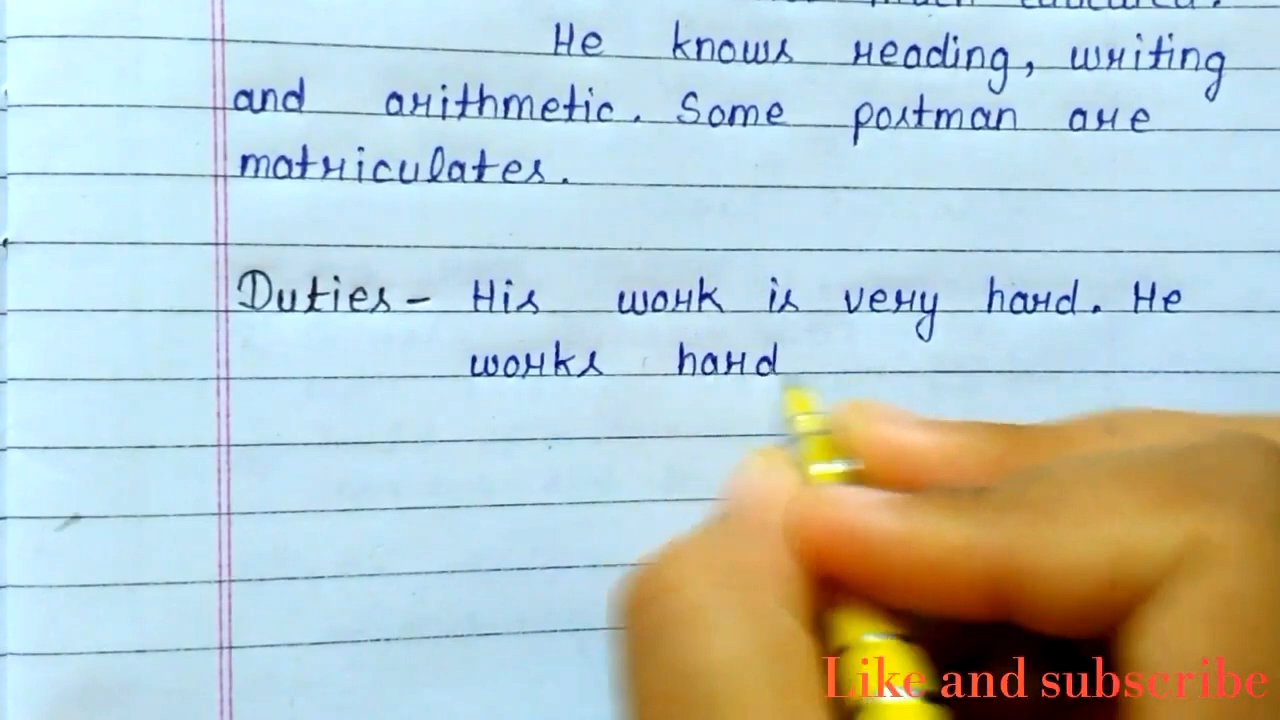 He knows reading, writing
and arithmetic. Some postman are
matriculates.
Duties - His work is very hard. He
works hard
Like and subscribe